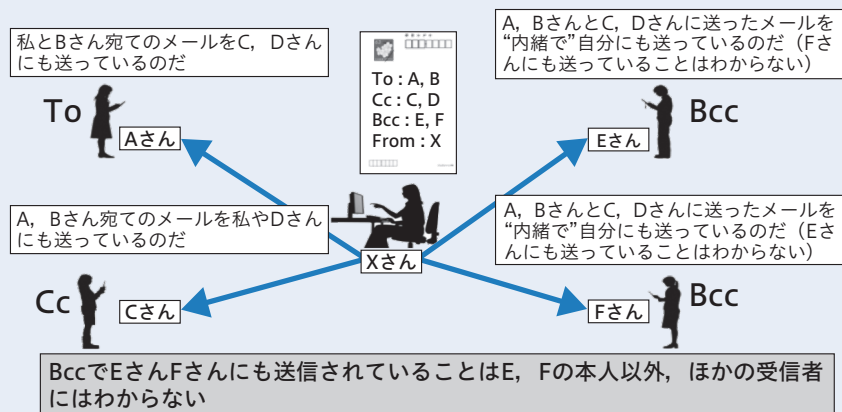 私とBさん宛てのメールをC，Dさん
にも送っているのだ
To
Aさん
To : A, B
Cc : C, D
Bcc : E, F
From : X
A，BさんとC，Dさんに送ったメールを
“内緒で”自分にも送っているのだ（Fさ
んにも送っていることはわからない）
Bcc
Eさん
A，Bさん宛てのメールを私やDさん
にも送っているのだ
Cc
Cさん
Xさん
A，BさんとC，Dさんに送ったメールを
“内緒で”自分にも送っているのだ（Eさ
んにも送っていることはわからない）
Bcc
Fさん
BccでEさんFさんにも送信されていることはE，Fの本人以外，ほかの受信者
にはわからない